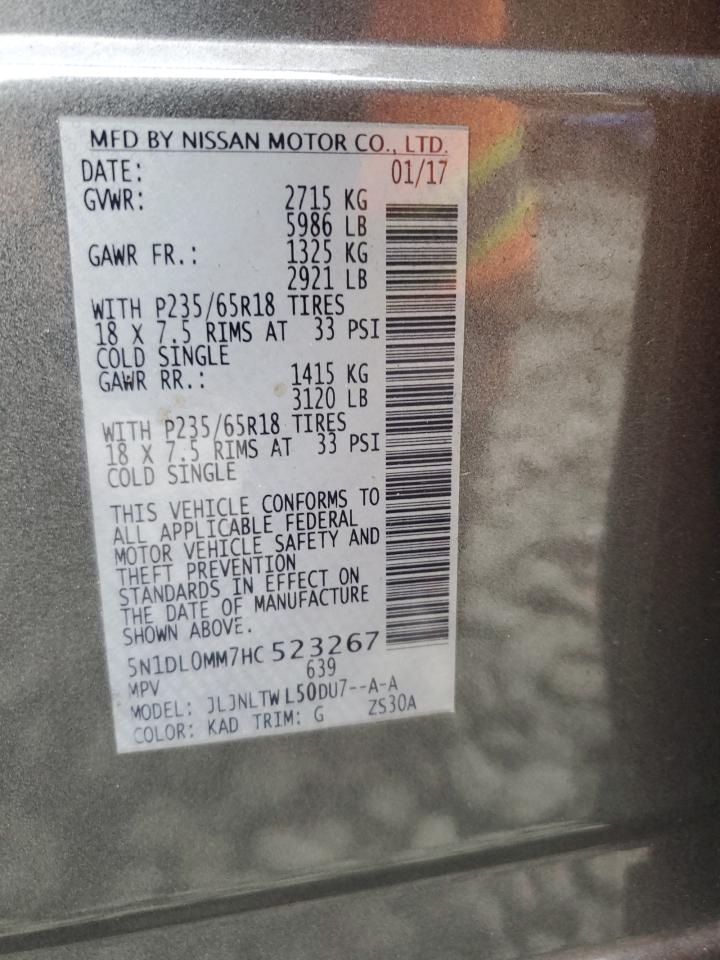 MFD BY NISSAN MOTOR CO., LTD.
DATE: 01/17
GVWR: 2715 KG
5986 LB
GAWR FR.: 1325 KG
2921 LB
WITH P235/65R18 TIRES
18 X 7.5 RIMS AT 33 PSI
COLD SINGLE
GAWR RR.: 1415 KG
3120 LB
WITH P235/65R18 TIRES
18 X 7.5 RIMS AT 33 PSI
COLD SINGLE
THIS VEHICLE CONFORMS TO
ALL APPLICABLE FEDERAL
MOTOR VEHICLE SAFETY AND
THEFT PREVENTION
STANDARDS IN EFFECT ON
THE DATE OF MANUFACTURE
SHOWN ABOVE.
5N1DL0MM7HC 523267
MPV 639
MODEL: JLJNLTWL50DU7--A-A
COLOR: KAD TRIM: G ZS30A